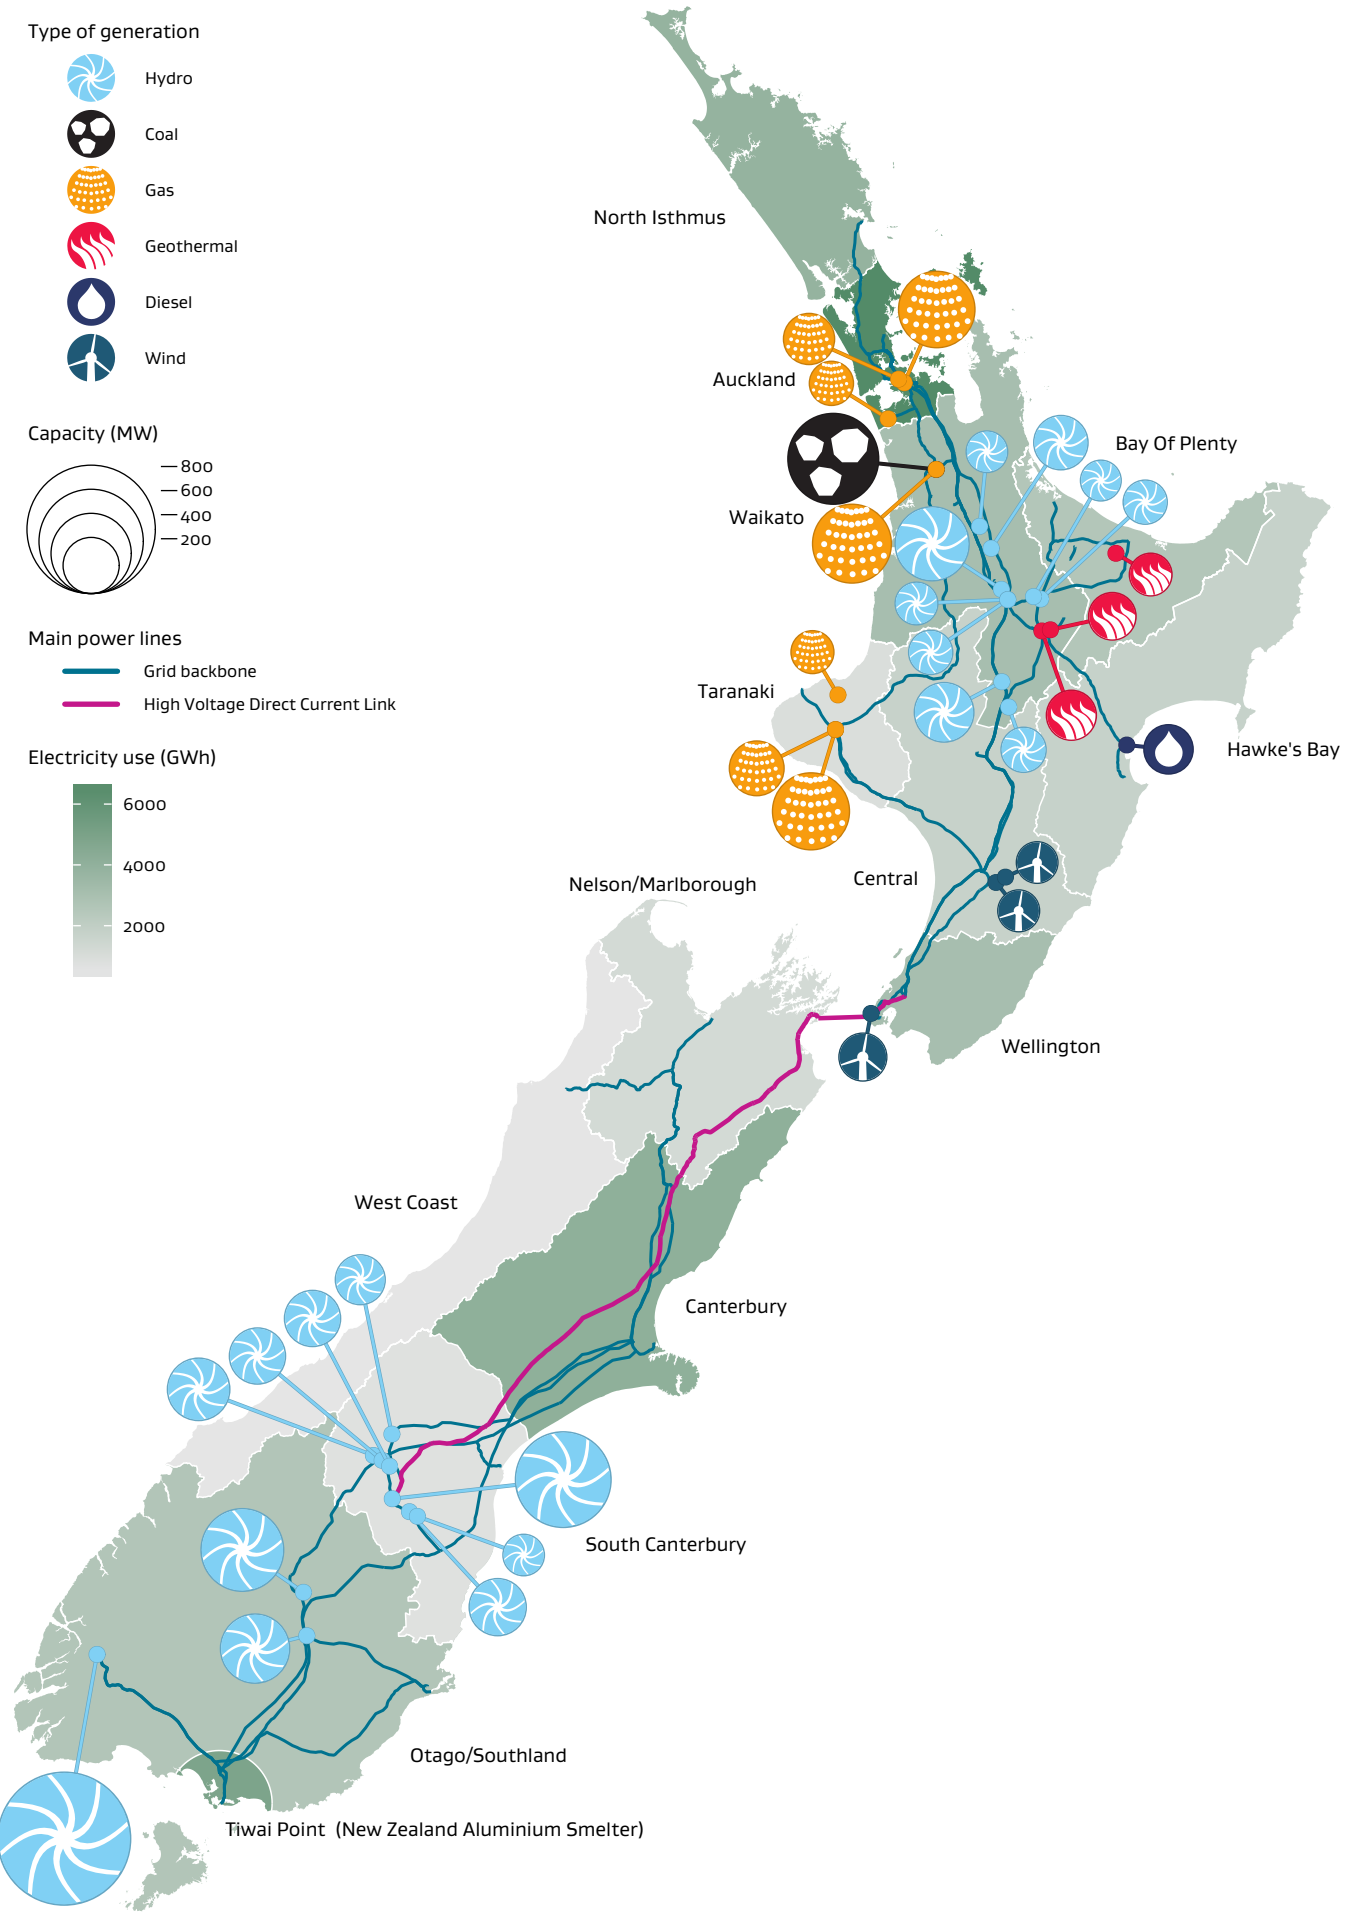 Type of generation
Hydro
Coal
Gas
Geothermal
Diesel
Wind
Capacity (MW)
800
600
400
200
Main power lines
Grid backbone
High Voltage Direct Current Link
Electricity use (GWh)
6000
4000
2000
North Isthmus
Auckland
Bay Of Plenty
Waikato
Taranaki
Hawke's Bay
Central
Nelson/Marlborough
Wellington
West Coast
Canterbury
South Canterbury
Otago/Southland
Tiwai Point (New Zealand Aluminium Smelter)